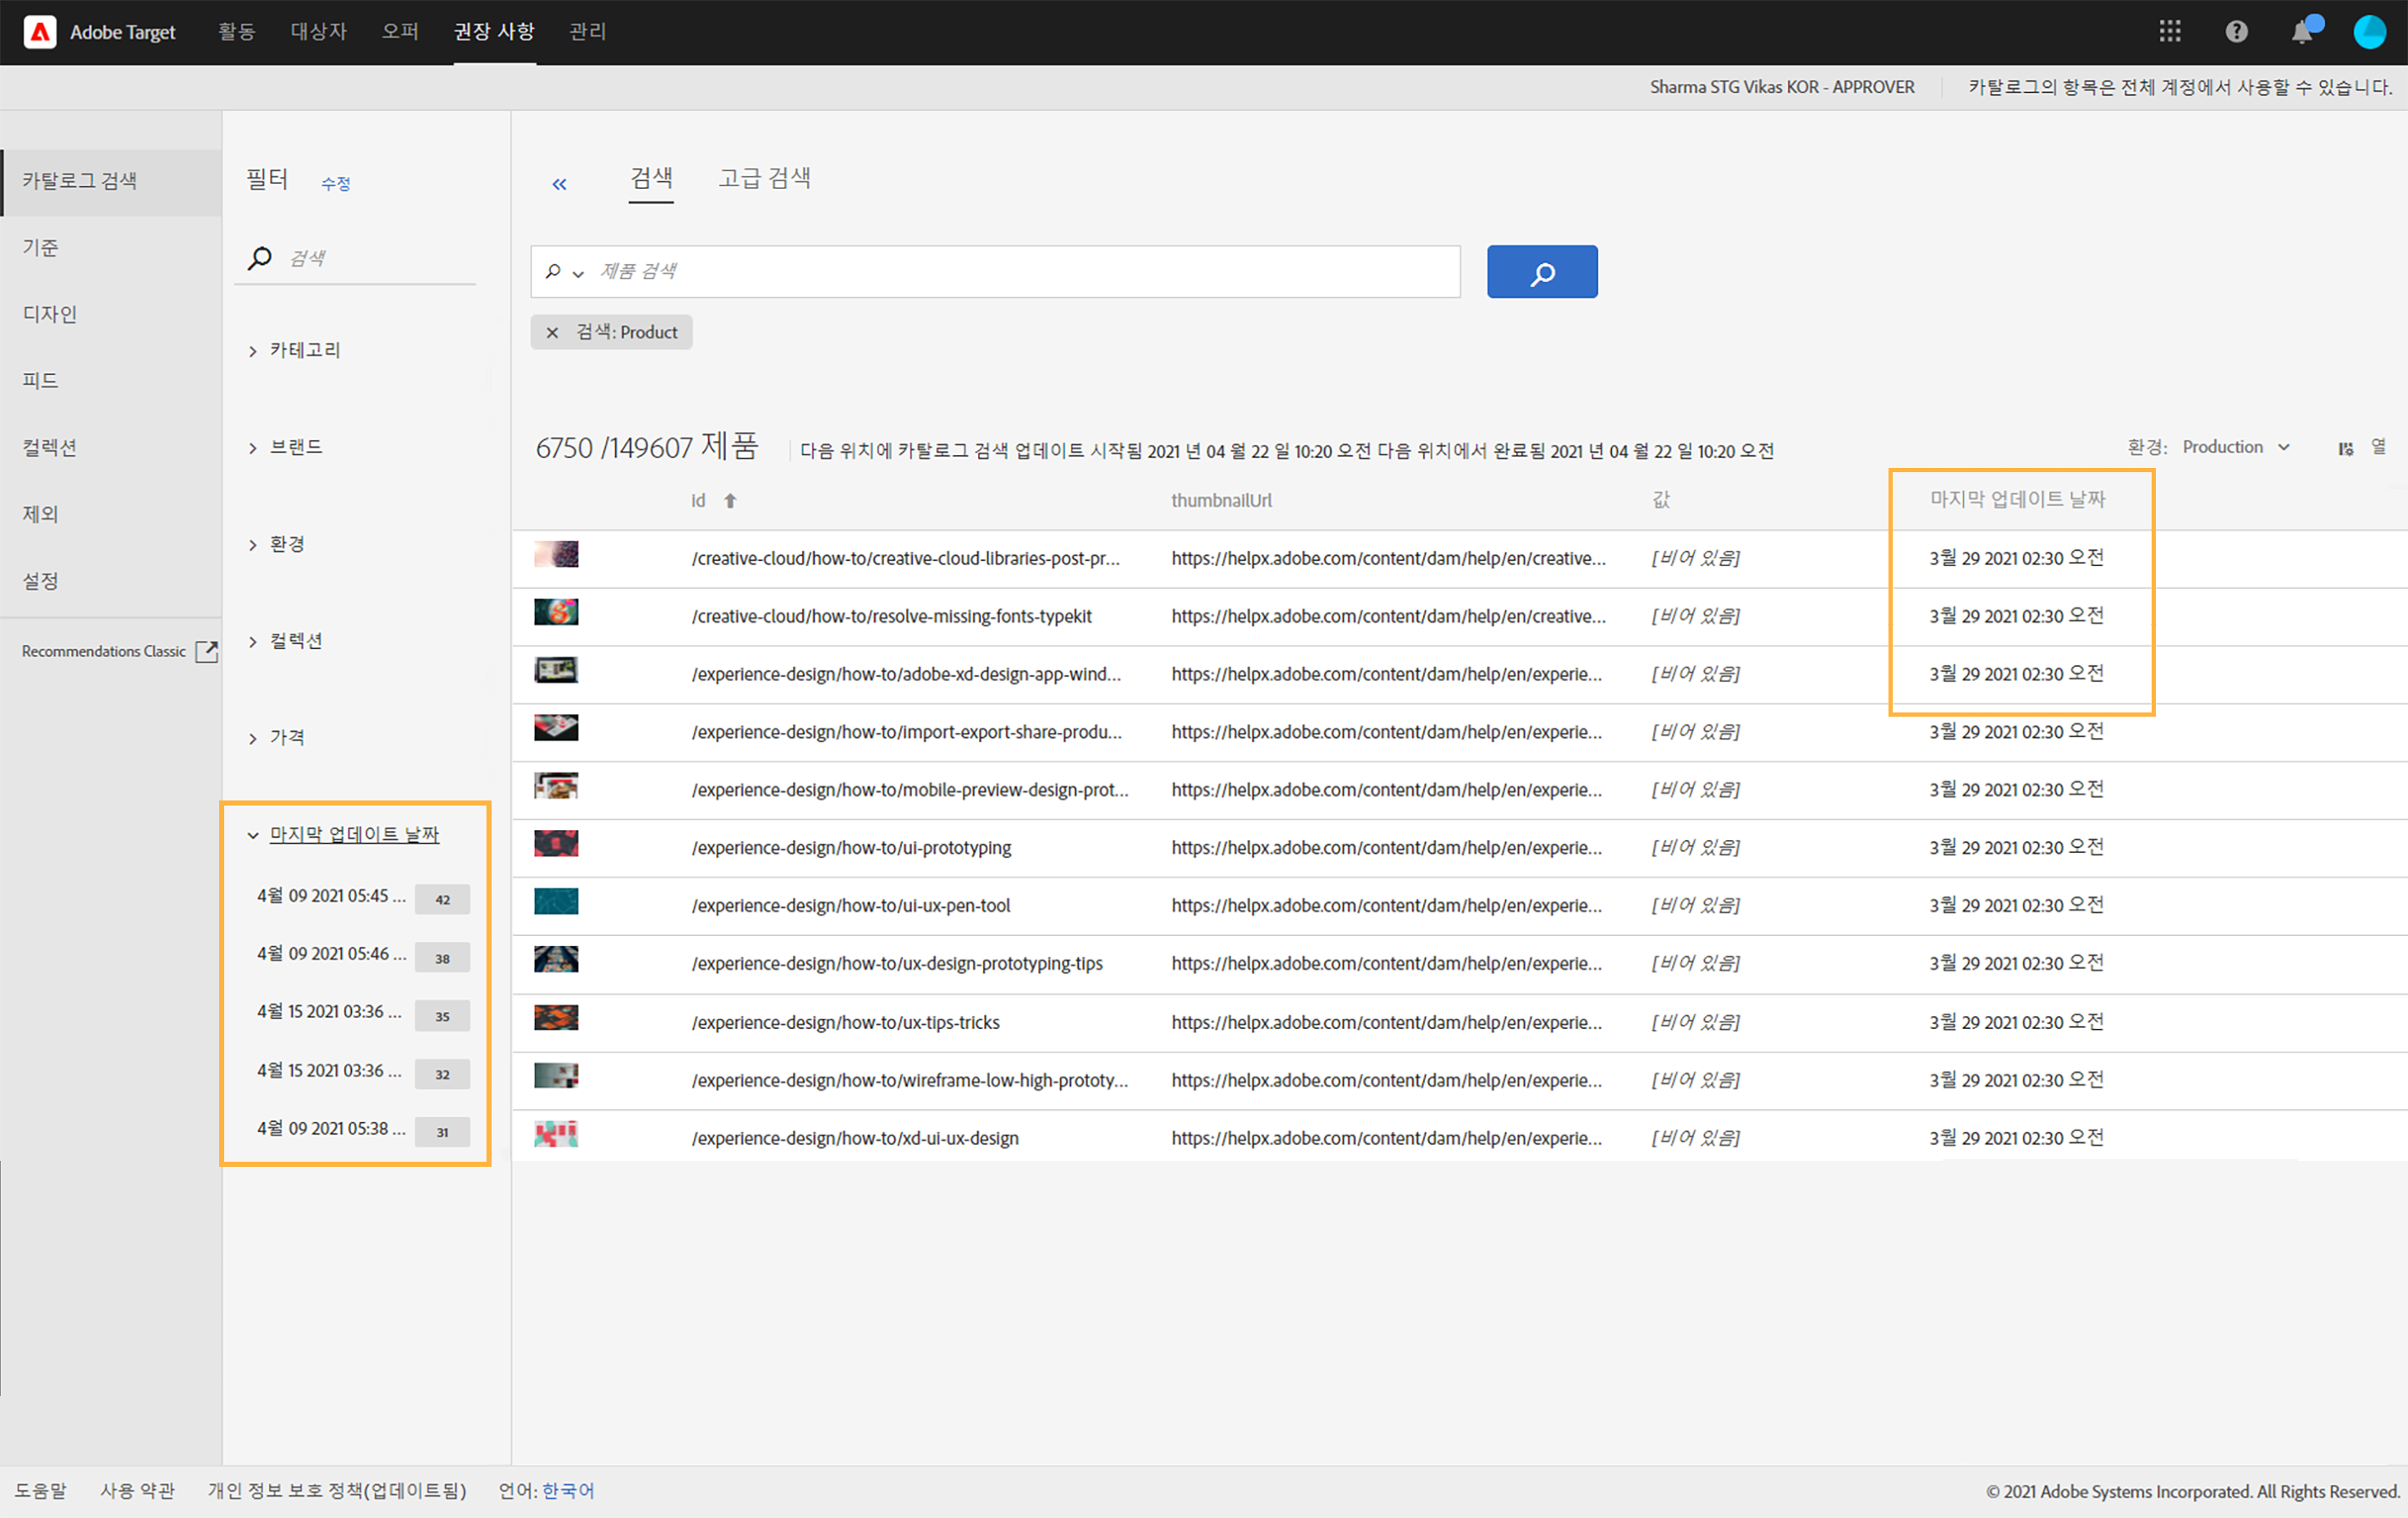 Adobe Target 활동 대상자 오퍼 권장 사항 관리
Sharma STG Vikas KOR - APPROVER 카탈로그의 항목은 전체 계정에서 사용할 수 있습니다.
카탈로그 검색
기준
디자인
피드
컬렉션
제외
설정
Recommendations Classic
필터 수정
검색
카테고리
브랜드
환경
컬렉션
가격
마지막 업데이트 날짜
4월 09 2021 05:45 ... 42
4월 09 2021 05:46 ... 38
4월 15 2021 03:36 ... 35
4월 15 2021 03:36 ... 32
4월 09 2021 05:38 ... 31
검색 고급 검색
제품 검색
검색: Product
6750 /149607 제품 다음 위치에 카탈로그 검색 업데이트 시작됨 2021 년 04 월 22 일 10:20 오전 다음 위치에서 완료됨 2021 년 04 월 22 일 10:20 오전 환경: Production 열
id thumbnailUrl 값 마지막 업데이트 날짜
/creative-cloud/how-to/creative-cloud-libraries-post-pr... https://helpx.adobe.com/content/dam/help/en/creative... [비어 있음] 3월 29 2021 02:30 오전
/creative-cloud/how-to/resolve-missing-fonts-typekit https://helpx.adobe.com/content/dam/help/en/creative... [비어 있음] 3월 29 2021 02:30 오전
/experience-design/how-to/adobe-xd-design-app-wind... https://helpx.adobe.com/content/dam/help/en/experie... [비어 있음] 3월 29 2021 02:30 오전
/experience-design/how-to/import-export-share-produ... https://helpx.adobe.com/content/dam/help/en/experie... [비어 있음] 3월 29 2021 02:30 오전
/experience-design/how-to/mobile-preview-design-prot... https://helpx.adobe.com/content/dam/help/en/experie... [비어 있음] 3월 29 2021 02:30 오전
/experience-design/how-to/ui-prototyping https://helpx.adobe.com/content/dam/help/en/experie... [비어 있음] 3월 29 2021 02:30 오전
/experience-design/how-to/ui-ux-pen-tool https://helpx.adobe.com/content/dam/help/en/experie... [비어 있음] 3월 29 2021 02:30 오전
/experience-design/how-to/ux-design-prototyping-tips https://helpx.adobe.com/content/dam/help/en/experie... [비어 있음] 3월 29 2021 02:30 오전
/experience-design/how-to/ux-tips-tricks https://helpx.adobe.com/content/dam/help/en/experie... [비어 있음] 3월 29 2021 02:30 오전
/experience-design/how-to/wireframe-low-high-prototy... https://helpx.adobe.com/content/dam/help/en/experie... [비어 있음] 3월 29 2021 02:30 오전
/experience-design/how-to/xd-ui-ux-design https://helpx.adobe.com/content/dam/help/en/experie... [비어 있음] 3월 29 2021 02:30 오전
도움말 사용 약관 개인 정보 보호 정책(업데이트됨) 언어: 한국어 © 2021 Adobe Systems Incorporated. All Rights Reserved.